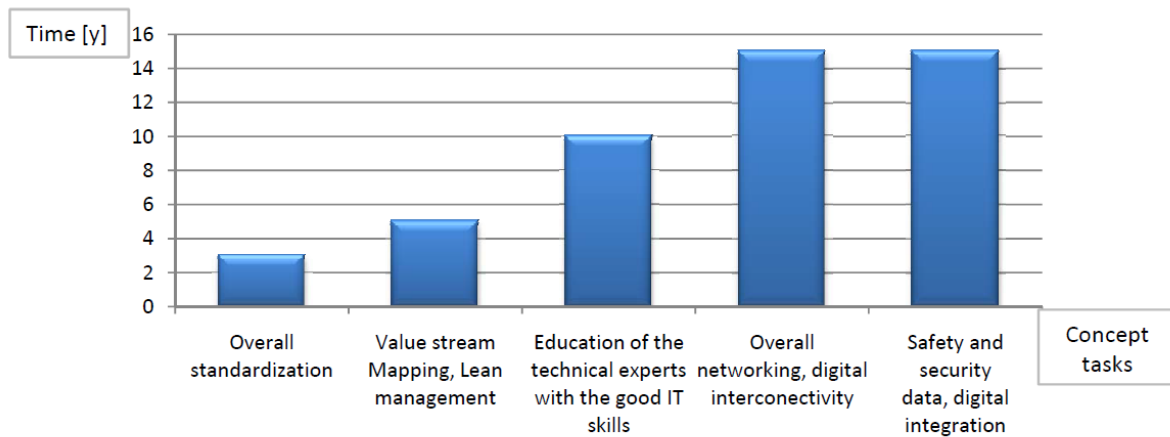 Time [y]
16
14
12
10
8
6
4
2
0
Overall
standardization
Value stream
Mapping, Lean
management
Education of the
technical experts
with the good IT
skills
Overall
networking, digital
interconectivity
Safety and
security
data, digital
integration
Concept
tasks